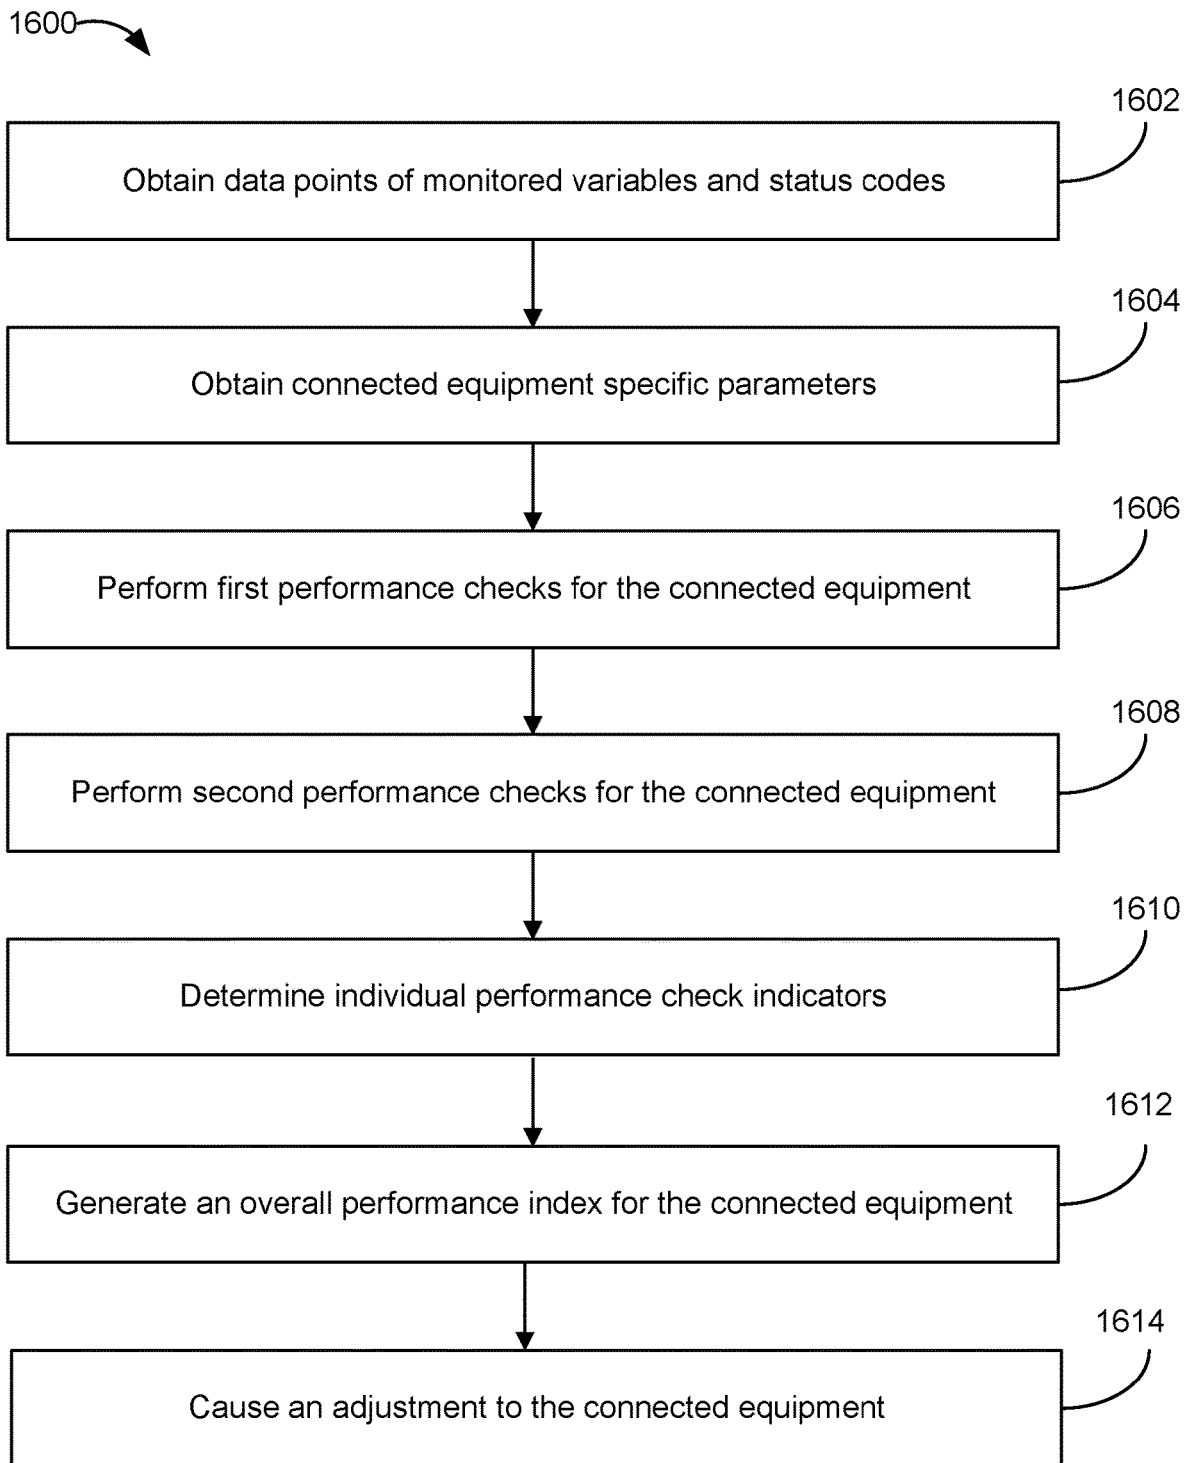 1600
1602
Obtain data points of monitored variables and status codes
1604
Obtain connected equipment specific parameters
1606
Perform first performance checks for the connected equipment
1608
Perform second performance checks for the connected equipment
1610
Determine individual performance check indicators
1612
Generate an overall performance index for the connected equipment
1614
Cause an adjustment to the connected equipment